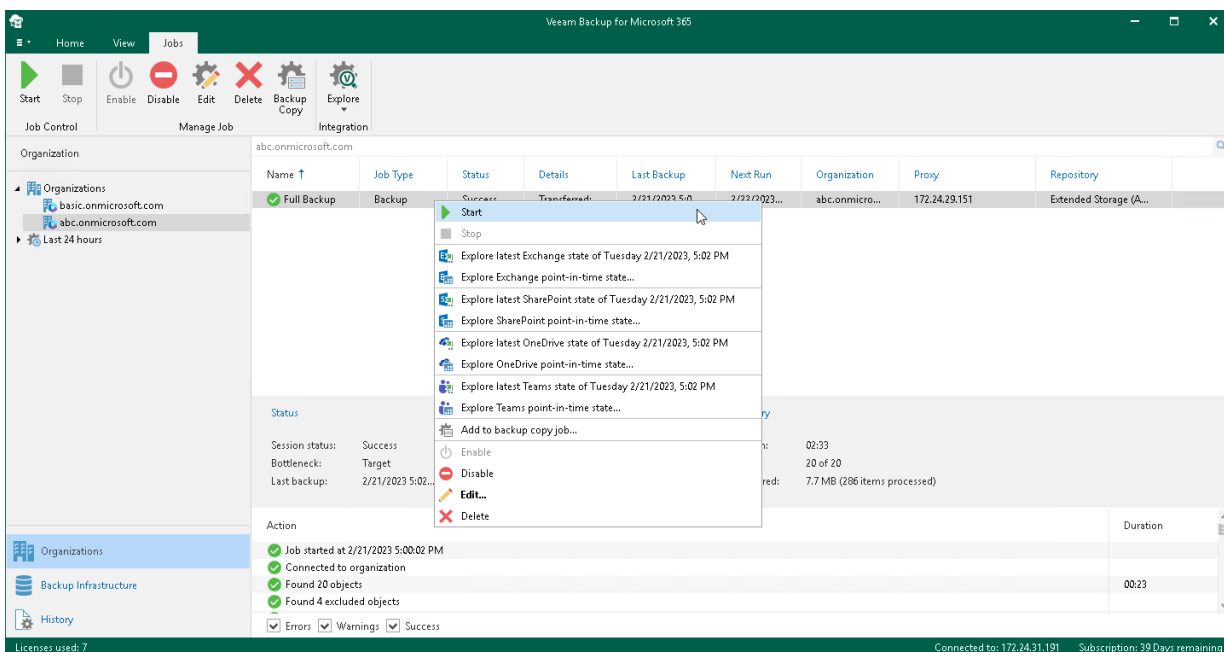 Veeam Backup for Microsoft 365
Home View Jobs
Start Stop Enable Disable Edit Delete Backup Copy Explore
Job Control Manage Job Integration
Organization
abc.onmicrosoft.com
Name Job Type Status Details Last Backup Next Run Organization Proxy Repository
Full Backup Backup Success Transferred: 2/21/2023 5:0... 2/22/2023... abc.onmicro... 172.24.29.151 Extended Storage (A...
Organizations
basic.onmicrosoft.com
abc.onmicrosoft.com
Last 24 hours
Start
Stop
Explore latest Exchange state of Tuesday 2/21/2023, 5:02 PM
Explore Exchange point-in-time state...
Explore latest SharePoint state of Tuesday 2/21/2023, 5:02 PM
Explore SharePoint point-in-time state...
Explore latest OneDrive state of Tuesday 2/21/2023, 5:02 PM
Explore OneDrive point-in-time state...
Explore latest Teams state of Tuesday 2/21/2023, 5:02 PM
Explore Teams point-in-time state...
Add to backup copy job...
Enable
Disable
Edit...
Delete
Status
Session status: Success 02:33
Bottleneck: Target 20 of 20
Last backup: 2/21/2023 5:02... 7.7 MB (286 items processed)
Action Duration
Job started at 2/21/2023 5:00:02 PM
Connected to organization
Found 20 objects 00:23
Found 4 excluded objects
Errors Warnings Success
Organizations
Backup Infrastructure
History
Licenses used: 7 Connected to: 172.24.31.191 Subscription: 39 Days remaining